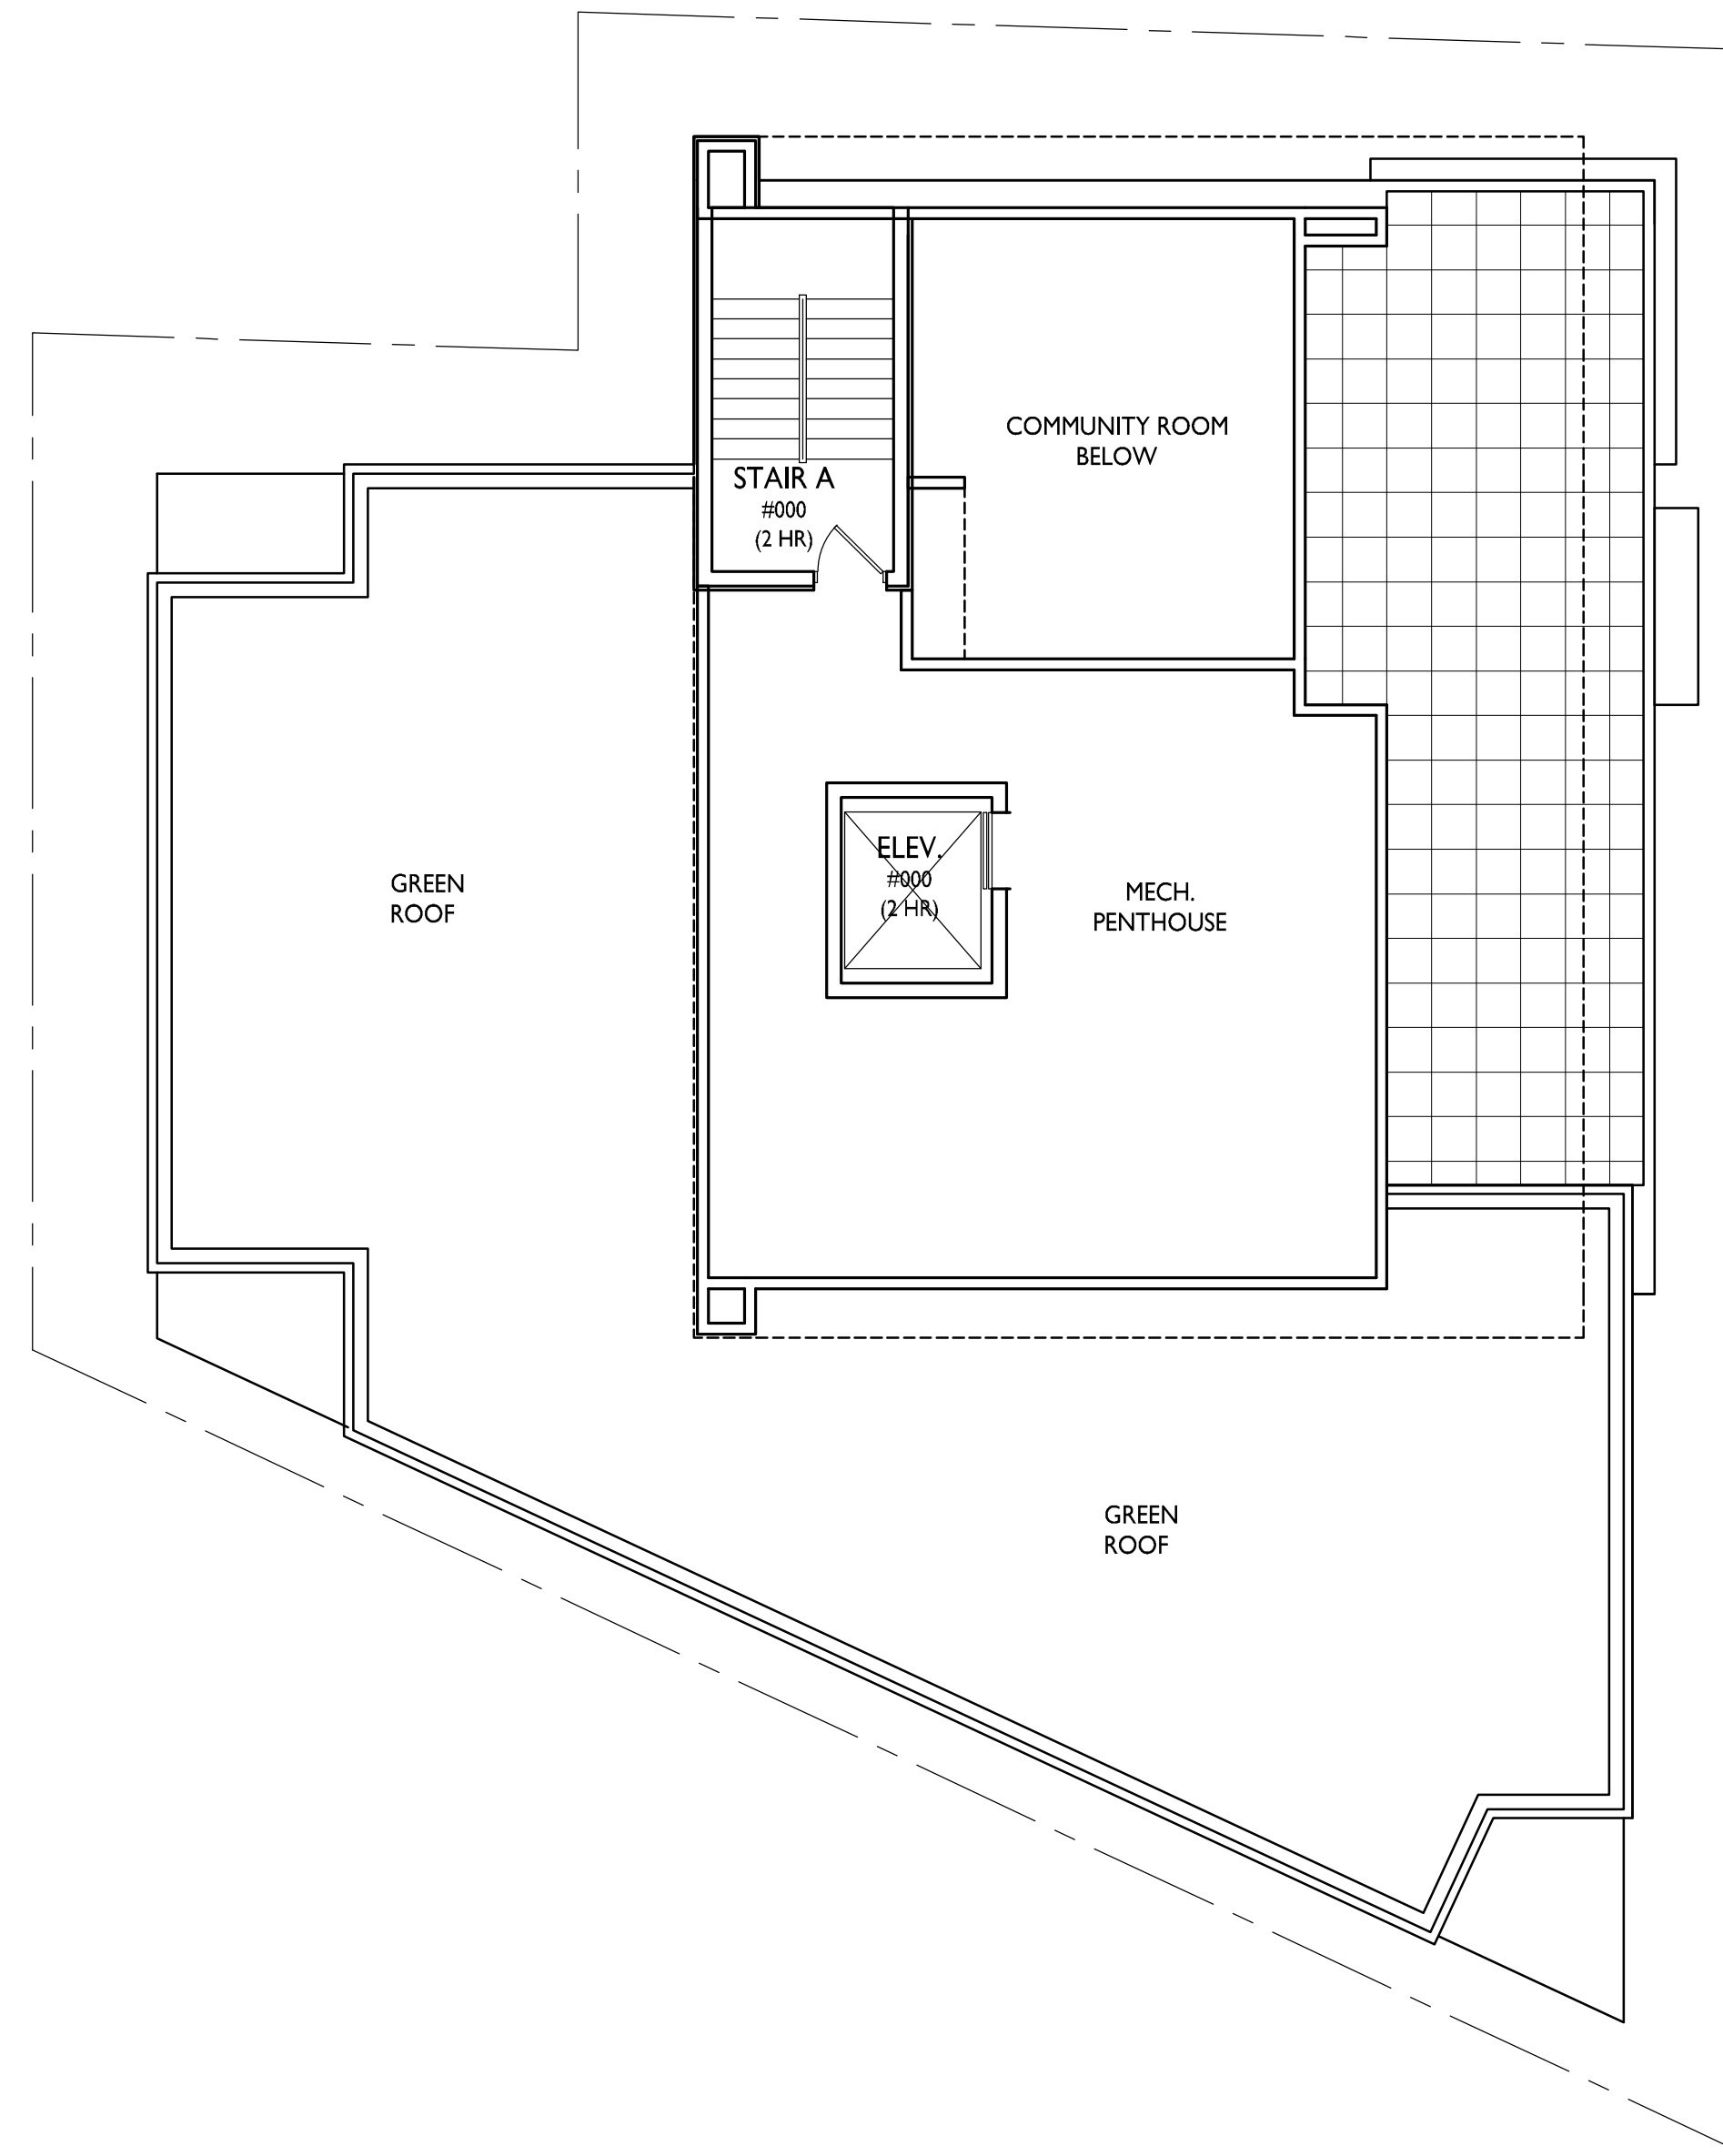 COMMUNITY ROOM
BELOW
STAIR A
#000
(2 HR)
ELEV.
#000
(2 HR)
GREEN
ROOF
MECH.
PENTHOUSE
GREEN
ROOF